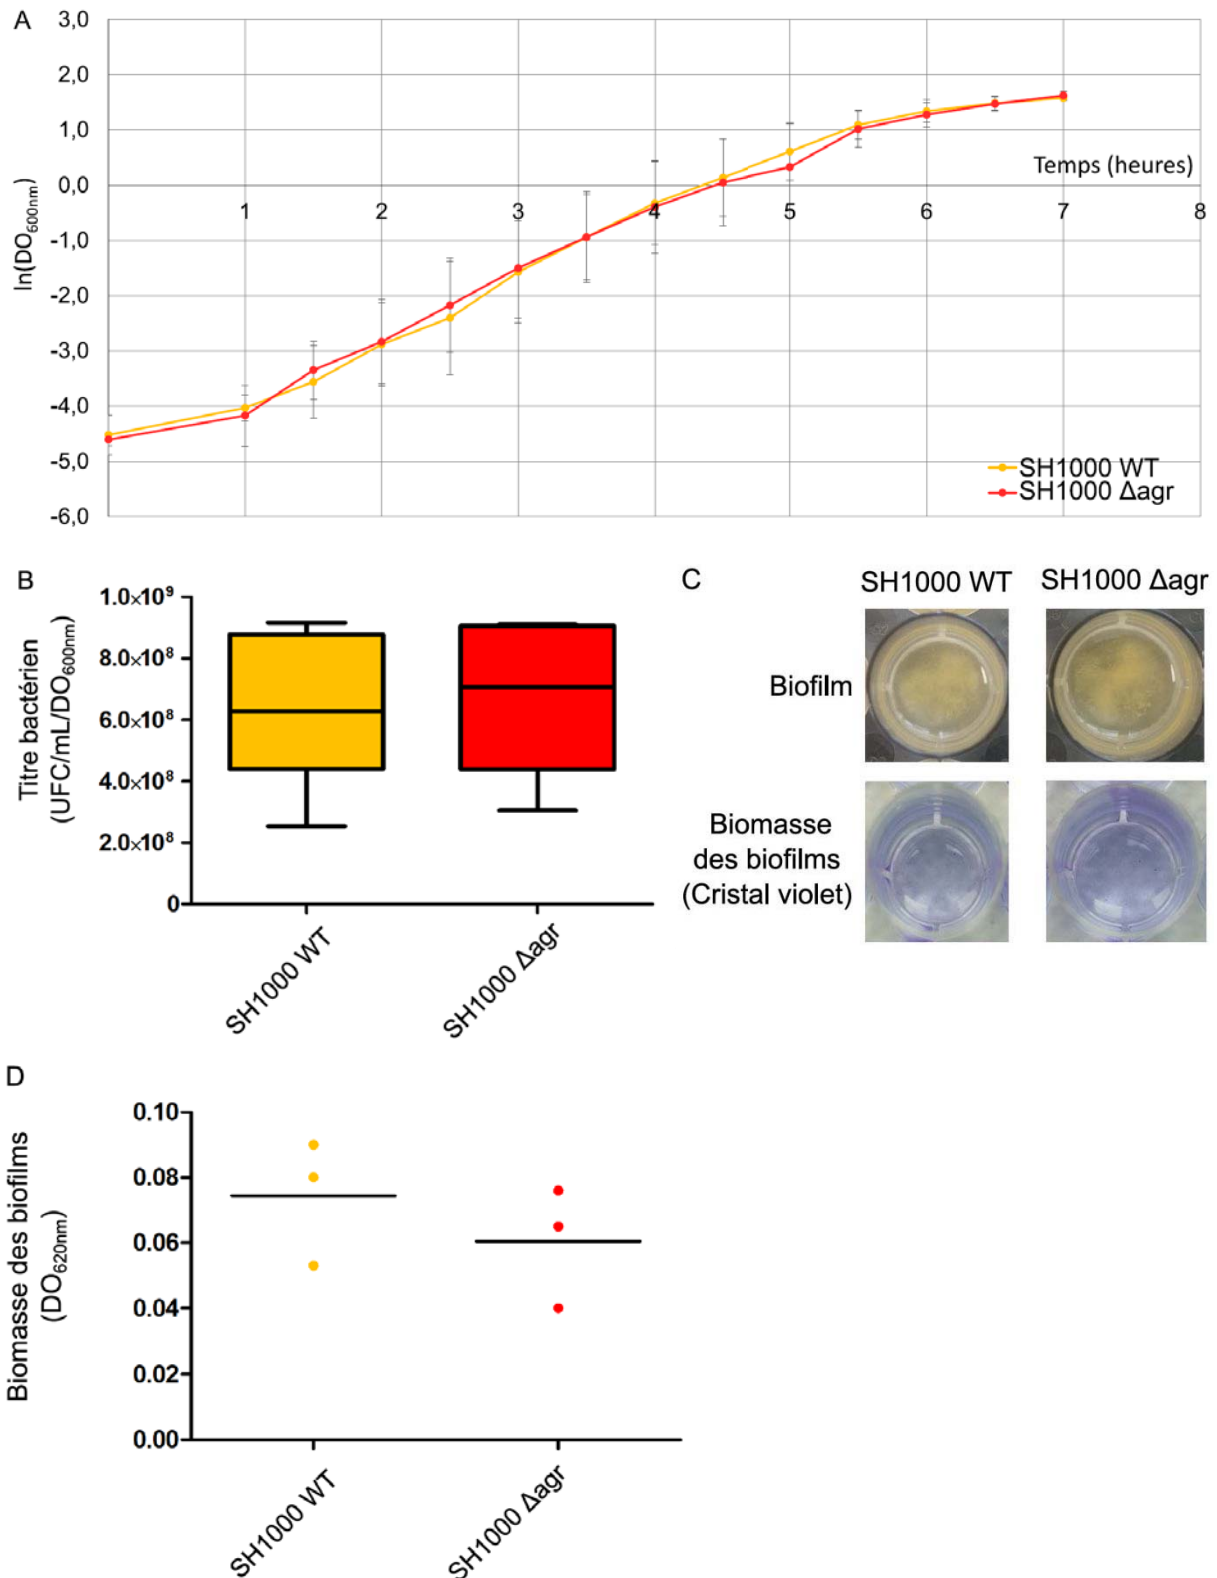 A
3,0
2,0
1,0
0,0
-1,0
-2,0
-3,0
-4,0
-5,0
-6,0
ln(DO600nm)
Temps (heures)
1 2 3 4 5 6 7 8
SH1000 WT
SH1000 Δagr
B
1.0×10⁹
8.0×10⁸
6.0×10⁸
4.0×10⁸
2.0×10⁸
0
Titre bactérien
(UFC/mL/DO600nm)
SH1000 WT
SH1000 Δagr
C
SH1000 WT SH1000 Δagr
Biofilm
Biomasse
des biofilms
(Cristal violet)
D
0.10
0.08
0.06
0.04
0.02
0.00
Biomasse des biofilms
(DO620nm)
SH1000 WT
SH1000 Δagr